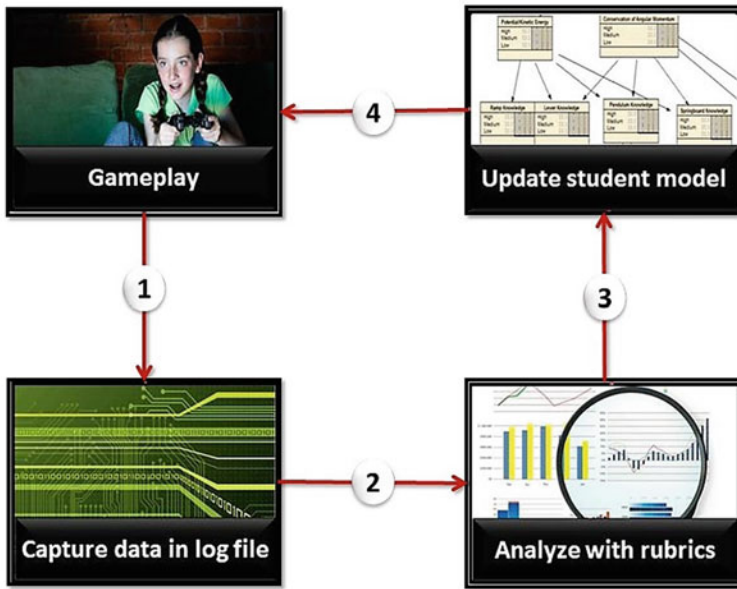 Potential/Kinetic Energy
Conservation of Angular Momentum
High
Medium
Low
High
Medium
Low
Ramp Knowledge
Lever Knowledge
Pendulum Knowledge
Springboard Knowledge
High
Medium
Low
High
Medium
Low
High
Medium
Low
High
Medium
Low
4
Gameplay
Update student model
1
3
2
Capture data in log file
Analyze with rubrics